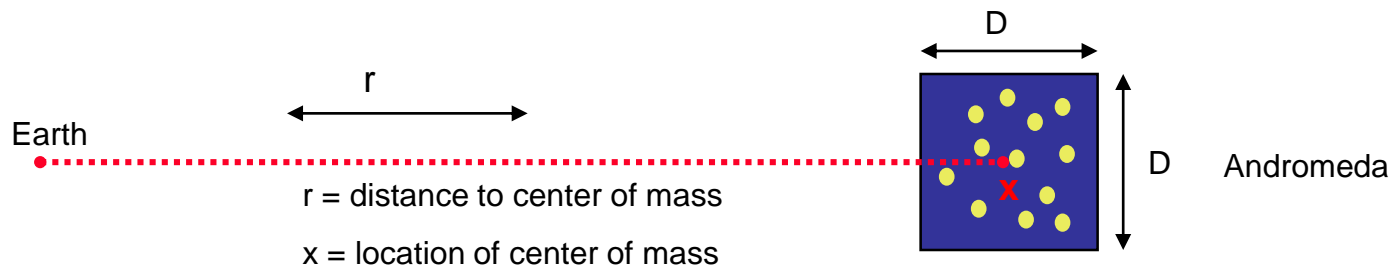 D
r
Earth
D
Andromeda
r = distance to center of mass
x
x = location of center of mass